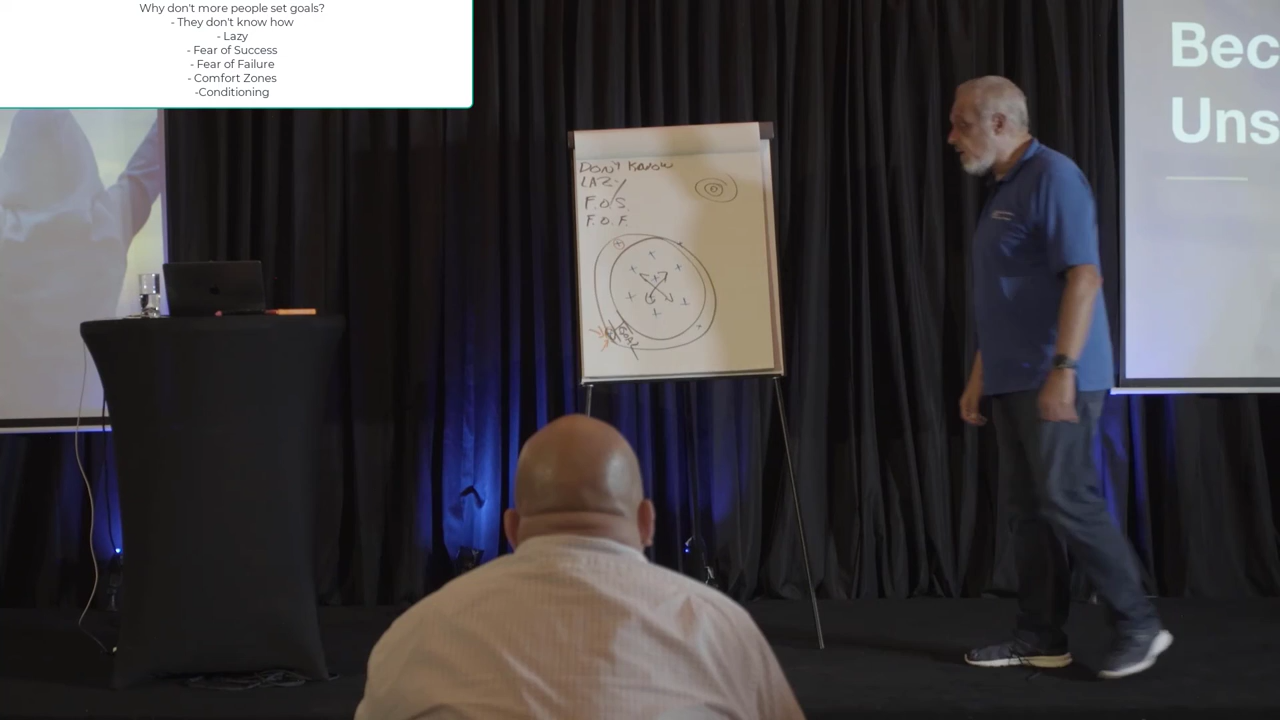 Why don't more people set goals?
- They don't know how
- Lazy
- Fear of Success
- Fear of Failure
- Comfort Zones
-Conditioning
DON'T KNOW
LAZY
F.O.S.
F.O.F.
Bec
Uns